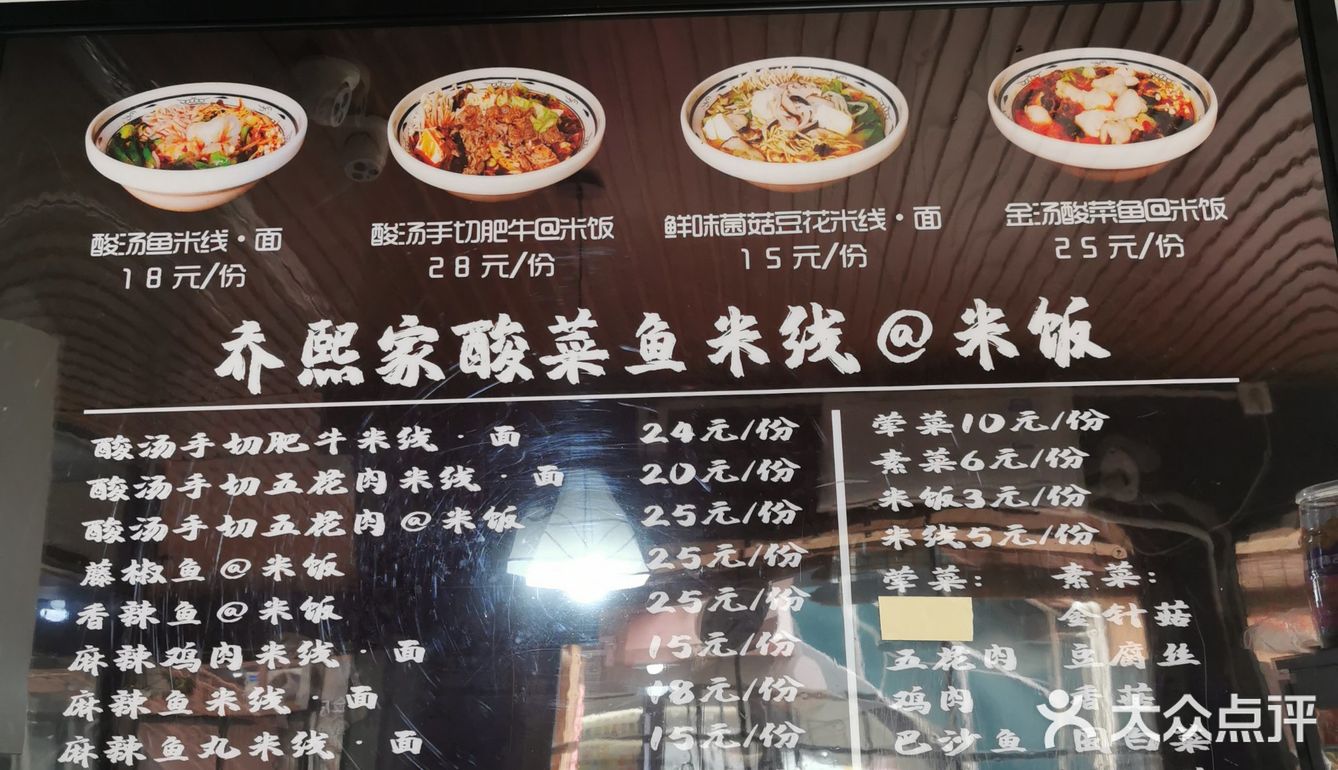 酸汤鱼米线·面
18元/份
酸汤手切肥牛@米饭
28元/份
鲜味菌菇豆花米线·面
15元/份
金汤酸菜鱼@米饭
25元/份
乔熙家酸菜鱼米线@米饭
酸汤手切肥牛米线·面 24元/份
酸汤手切五花肉米线·面 20元/份
酸汤手切五花肉@米饭 25元/份
藤椒鱼@米饭 25元/份
香辣鱼@米饭 25元/份
麻辣鸡肉米线·面 15元/份
麻辣鱼米线·面 18元/份
麻辣鱼丸米线·面 15元/份
荤菜10元/份
素菜6元/份
米饭3元/份
米线5元/份
荤菜: 素菜:
金针菇
五花肉 豆腐丝
鸡肉 香菜
巴沙鱼
大众点评